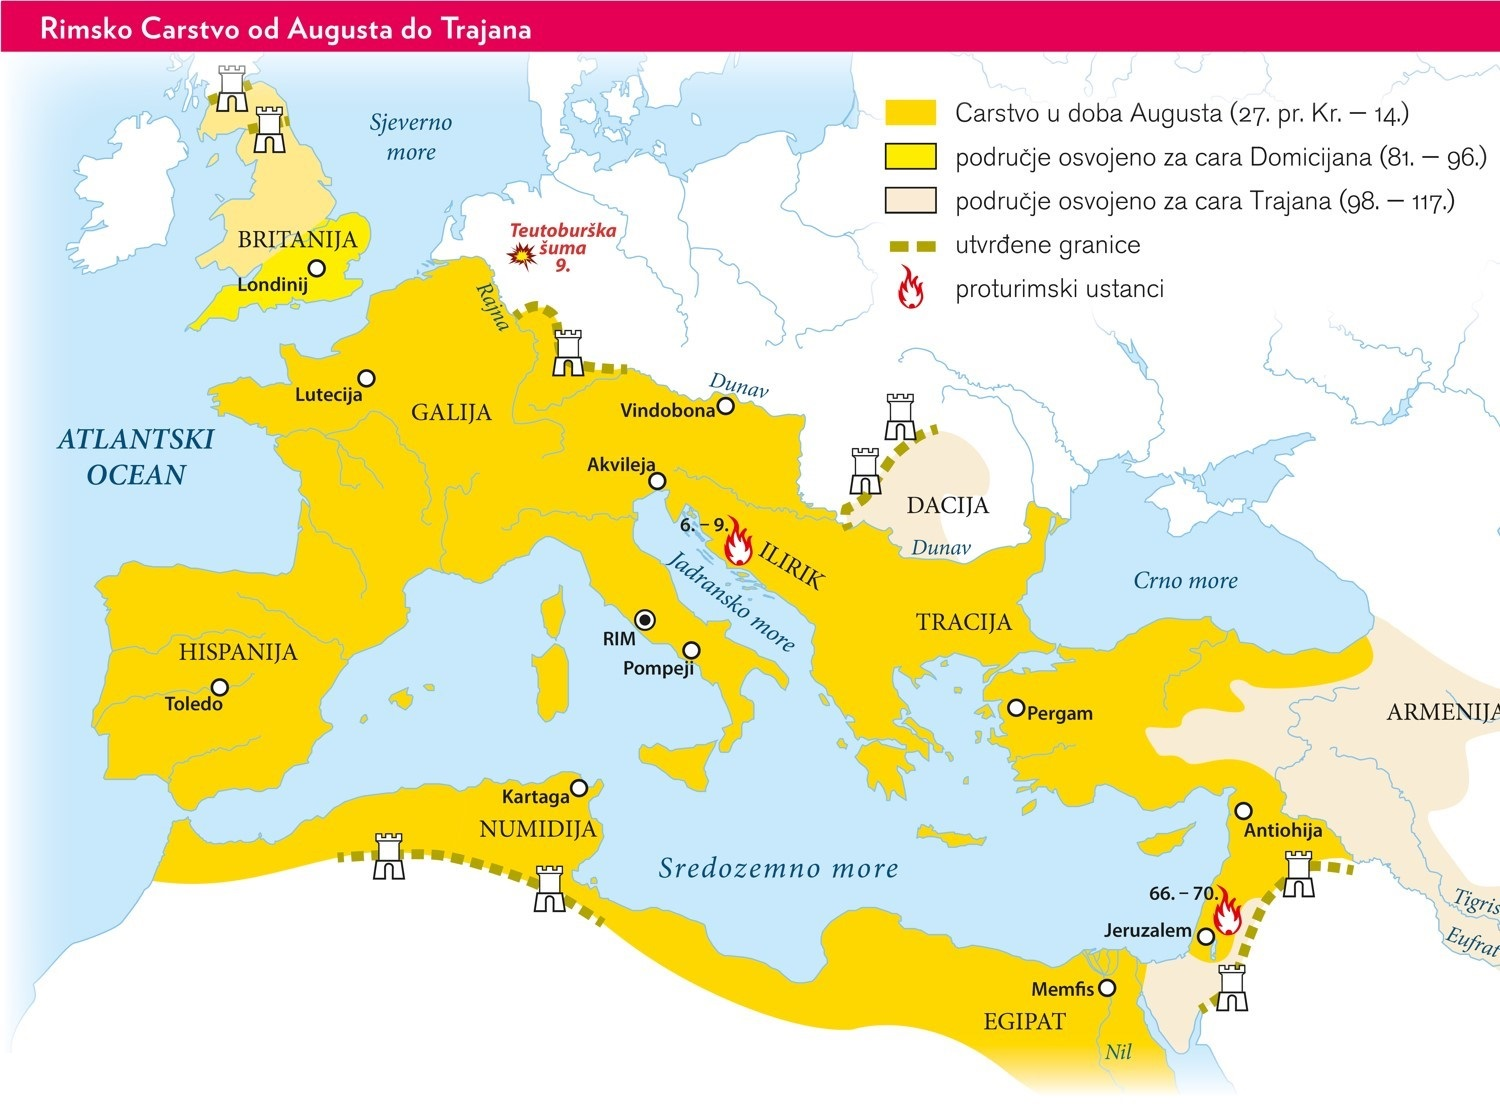 Rimsko Carstvo od Augusta do Trajana
Carstvo u doba Augusta (27. pr. Kr. – 14.)
područje osvojeno za cara Domicijana (81. – 96.)
područje osvojeno za cara Trajana (98. – 117.)
utvrđene granice
proturimski ustanci
Sjeverno
more
Teutoburška
šuma
9.
BRITANIJA
Londinij
Rajna
Lutecija
GALIJA
Dunav
Vindobona
ATLANTSKI
OCEAN
Akvileja
DACIJA
Dunav
6. – 9.
ILIRIK
Jadransko more
Crno more
TRACIJA
RIM
Pompeji
HISPANIJA
Toledo
Pergam
ARMENIJA
Kartaga
NUMIDIJA
Antiohija
Sredozemno more
66. – 70.
Jeruzalem
Tigris
Eufrat
Memfis
EGIPAT
Nil